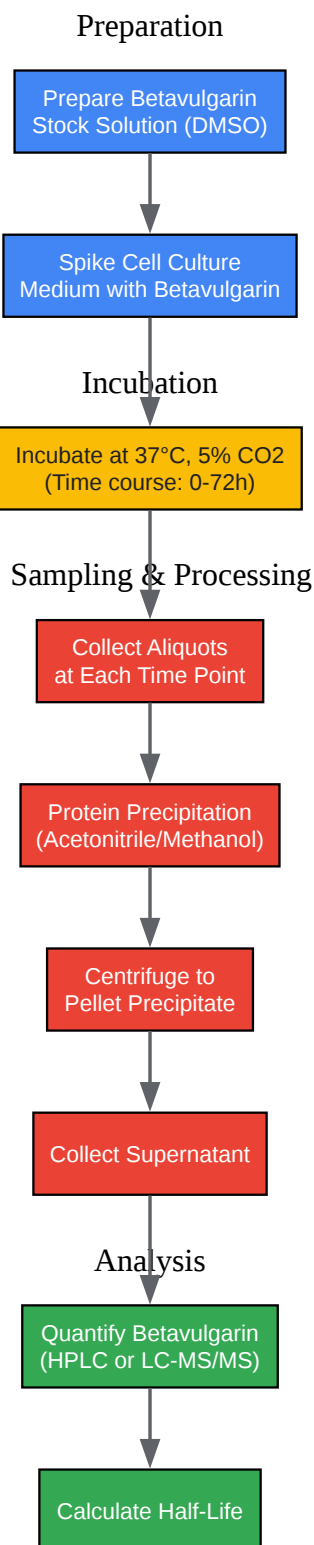 Preparation
Prepare Betavulgarin
Stock Solution (DMSO)
Spike Cell Culture
Medium with Betavulgarin
Incubation
Incubate at 37°C, 5% CO2
(Time course: 0-72h)
Sampling & Processing
Collect Aliquots
at Each Time Point
Protein Precipitation
(Acetonitrile/Methanol)
Centrifuge to
Pellet Precipitate
Collect Supernatant
Analysis
Quantify Betavulgarin
(HPLC or LC-MS/MS)
Calculate Half-Life